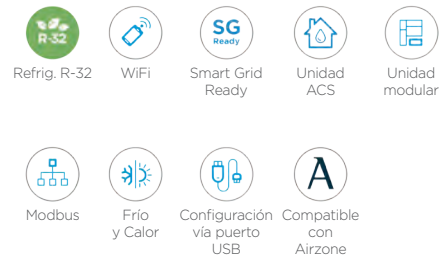 R-32
SG
Ready
Refrig. R-32
WiFi
Smart Grid
Ready
Unidad
ACS
Unidad
modular
A
Modbus
Frío
y Calor
Configuración
vía puerto
USB
Compatible
con
Airzone